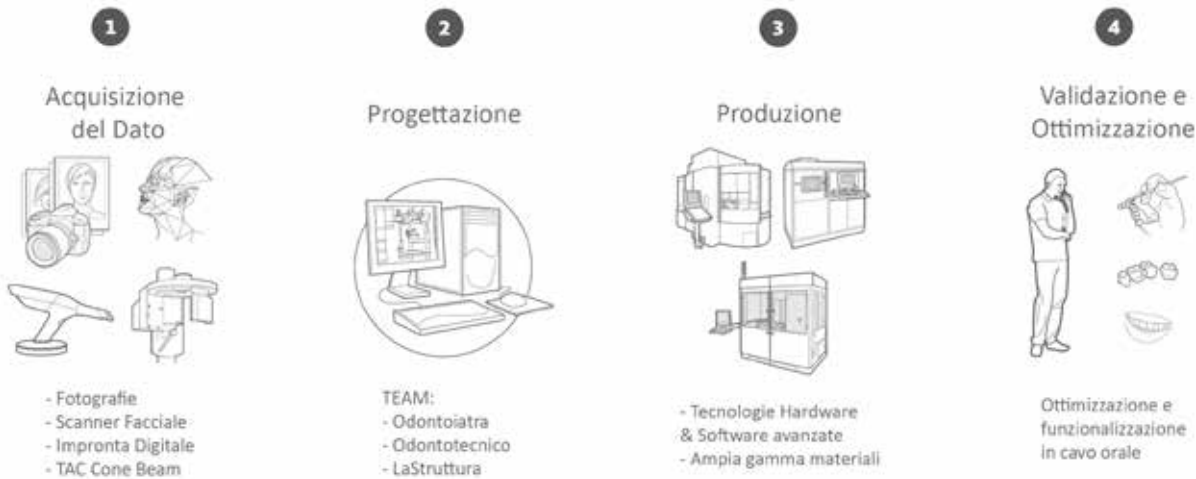 1
Acquisizione
del Dato
- Fotografie
- Scanner Facciale
- Impronta Digitale
- TAC Cone Beam
2
Progettazione
TEAM:
- Odontoiatra
- Odontotecnico
- LaStruttura
3
Produzione
- Tecnologie Hardware
& Software avanzate
- Ampia gamma materiali
4
Validazione e
Ottimizzazione
Ottimizzazione e
funzionalizzazione
in cavo orale